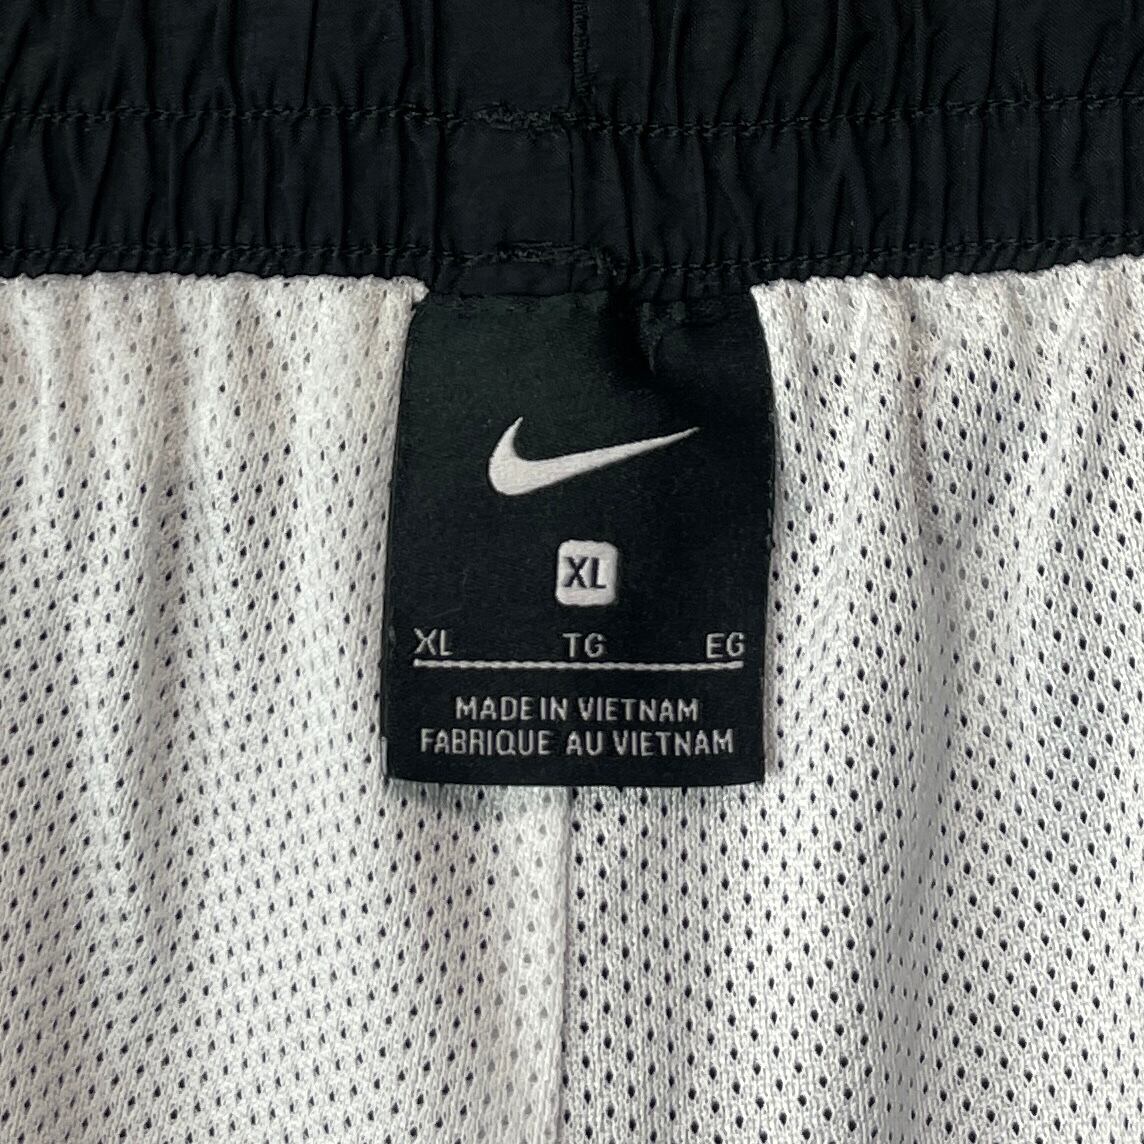 XL
XL TG EG
MADE IN VIETNAM
FABRIQUE AU VIETNAM